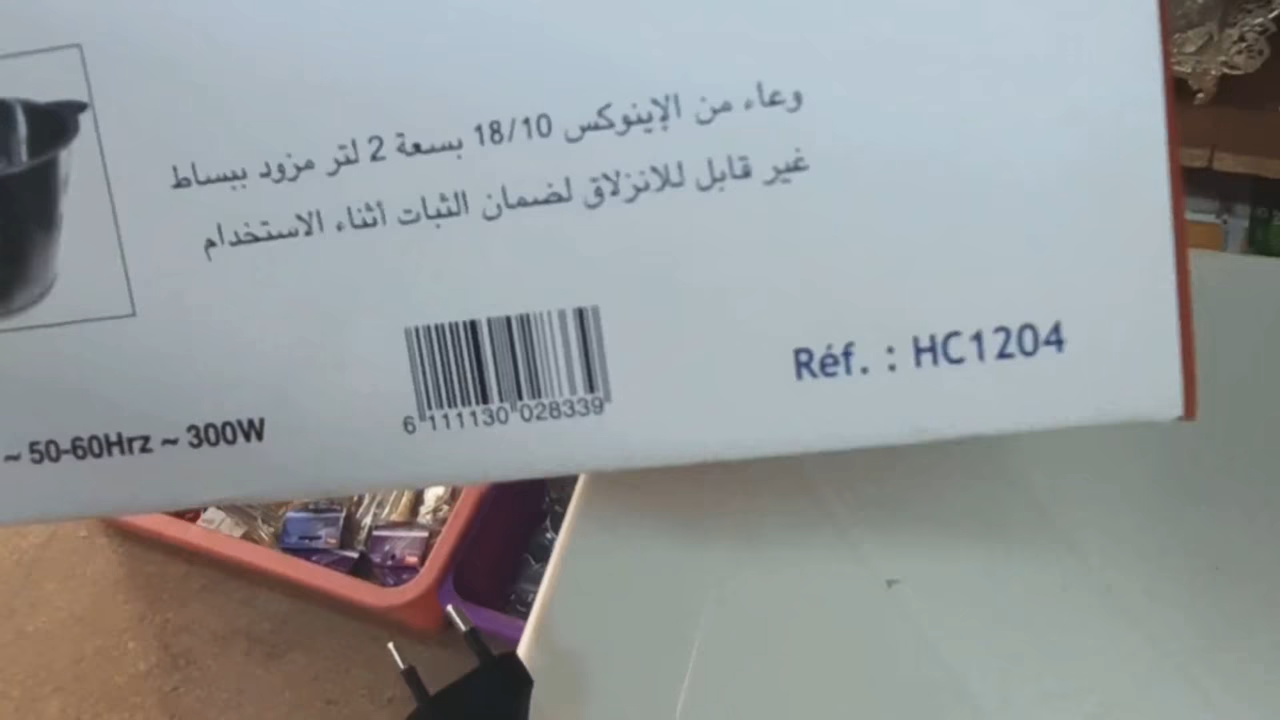 وعاء من الإينوكس 18/10 بسعة 2 لتر مزود ببساط
غير قابل للانزلاق لضمان الثبات أثناء الاستخدام
Réf. : HC1204
6 111130 028339
~ 50-60Hrz ~ 300W